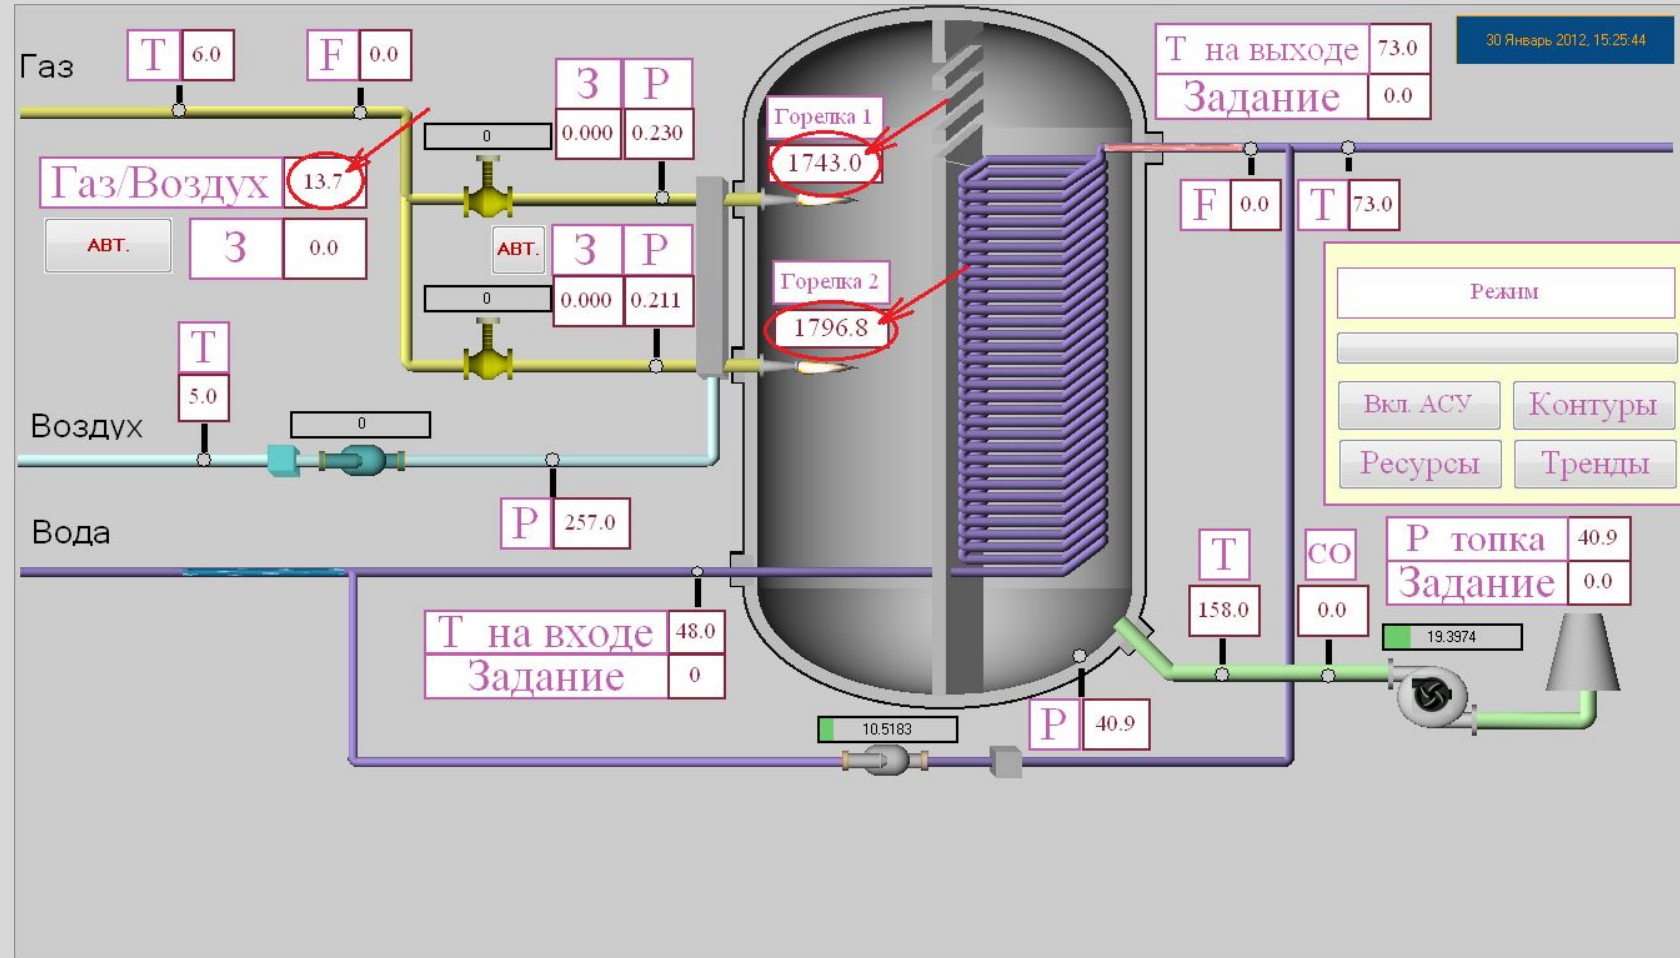 30 Январь 2012, 15:25:44
Газ
T 6.0
F 0.0
З P
0.000 0.230
0
Газ/Воздух 13.7
АВТ.
З 0.0
АВТ.
З P
0.000 0.211
0
Горелка 1
1743.0
Горелка 2
1796.8
T на выходе 73.0
Задание 0.0
F 0.0
T 73.0
Режим
Вкл. АСУ
Контуры
Ресурсы
Тренды
T
5.0
Воздух
0
P 257.0
Вода
T на входе 48.0
Задание 0
10.5183
P 40.9
T
158.0
CO
0.0
P топка 40.9
Задание 0.0
19.3974